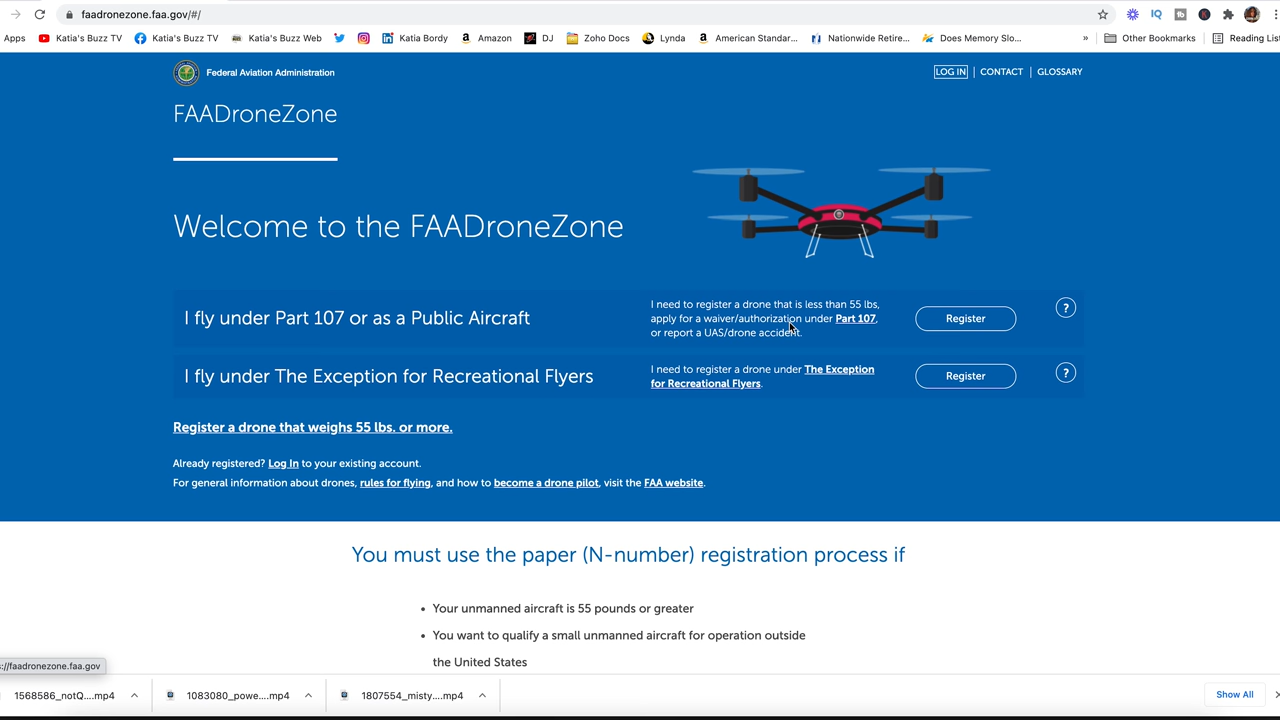 faadronezone.faa.gov/#/
Apps
Katia's Buzz TV
Katia's Buzz TV
Katia's Buzz Web
Katia Bordy
Amazon
DJ
Zoho Docs
Lynda
American Standar...
Nationwide Retire...
Does Memory Slo...
»
Other Bookmarks
Reading List
Federal Aviation Administration
LOG IN | CONTACT | GLOSSARY
FAADroneZone
Welcome to the FAADroneZone
I fly under Part 107 or as a Public Aircraft
I need to register a drone that is less than 55 lbs,
apply for a waiver/authorization under Part 107,
or report a UAS/drone accident.
Register
?
I fly under The Exception for Recreational Flyers
I need to register a drone under The Exception
for Recreational Flyers.
Register
?
Register a drone that weighs 55 lbs. or more.
Already registered? Log In to your existing account.
For general information about drones, rules for flying, and how to become a drone pilot, visit the FAA website.
You must use the paper (N-number) registration process if
• Your unmanned aircraft is 55 pounds or greater
• You want to qualify a small unmanned aircraft for operation outside
the United States
s://faadronezone.faa.gov
1568586_notQ....mp4
1083080_powe....mp4
1807554_misty....mp4
Show All